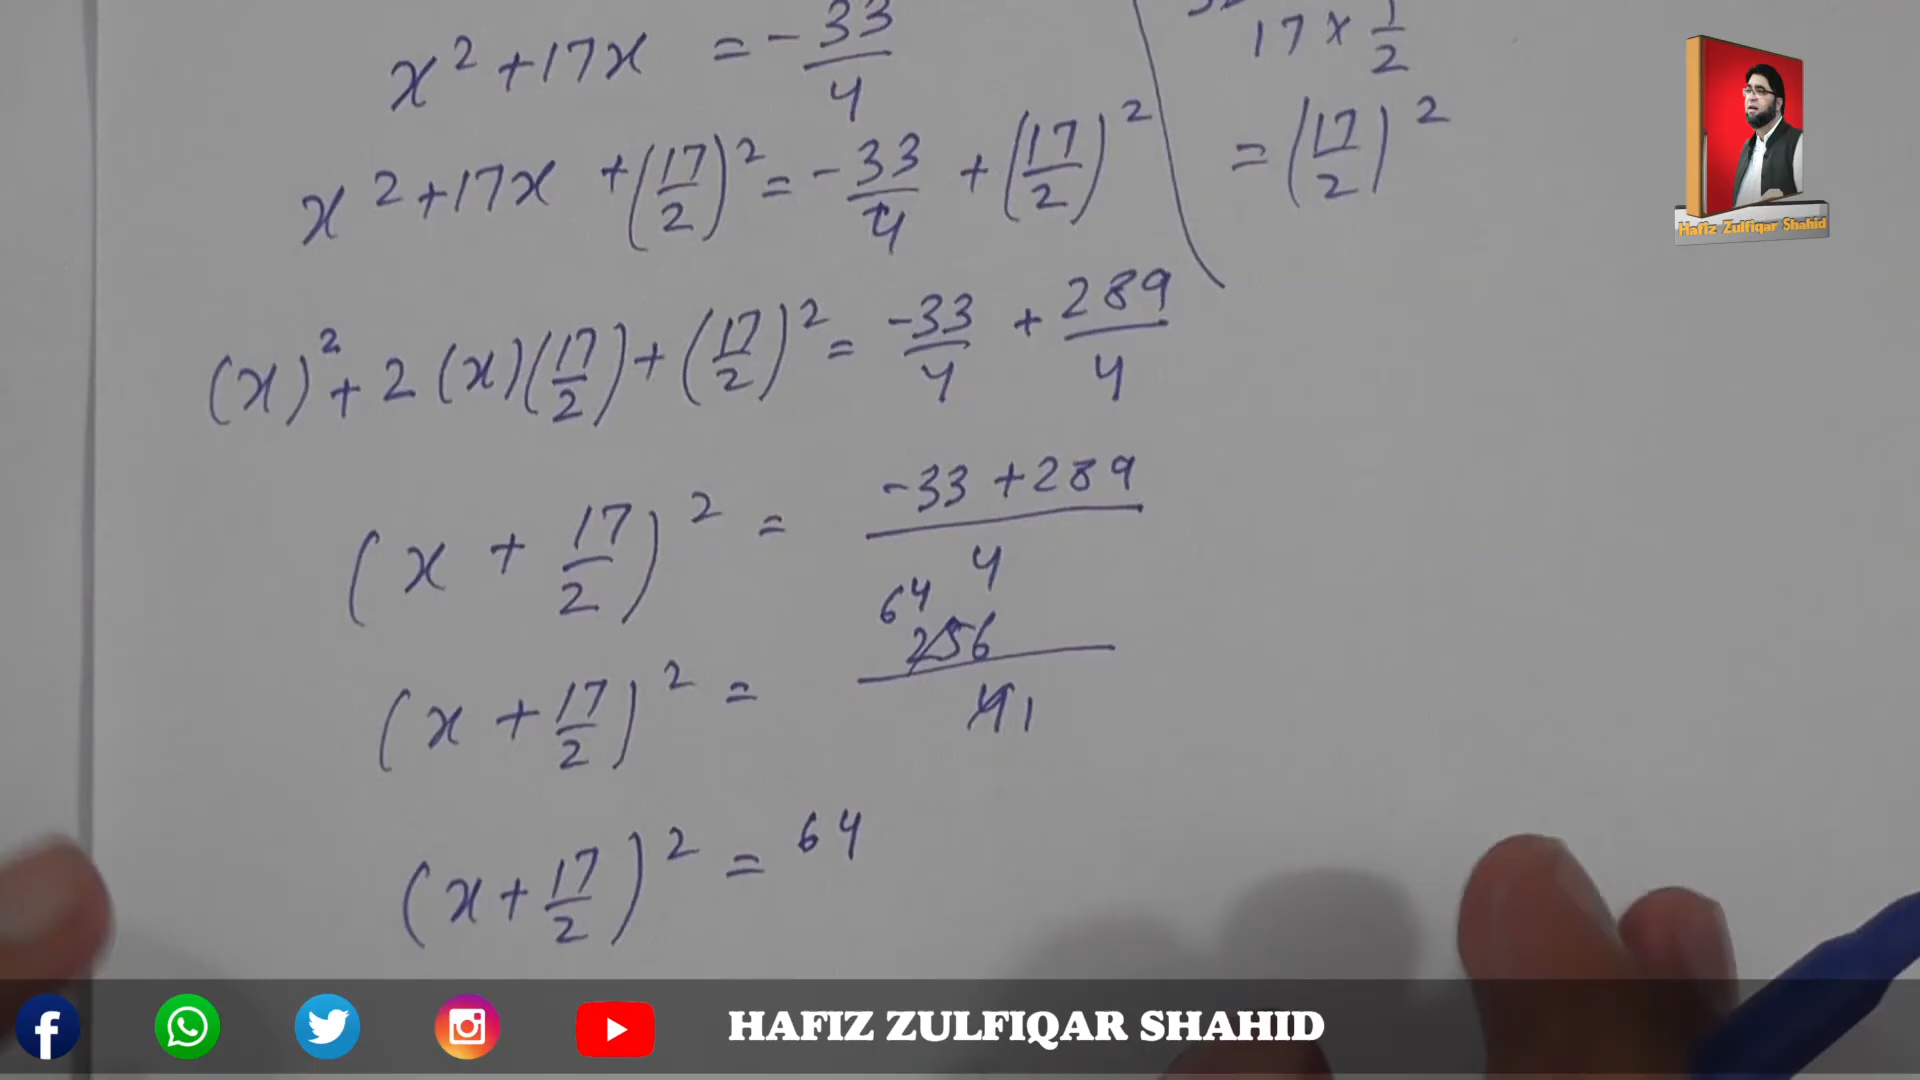 x² + 17x = - 33/4
17 × 1/2
x² + 17x + (17/2)² = - 33/4 + (17/2)²
= (17/2)²
Hafiz Zulfiqar Shahid
(x)² + 2 (x)(17/2) + (17/2)² = -33/4 + 289/4
(x + 17/2)² = -33 + 289/4
64
(x + 17/2)² = 256/4 1
(x + 17/2)² = 64
HAFIZ ZULFIQAR SHAHID